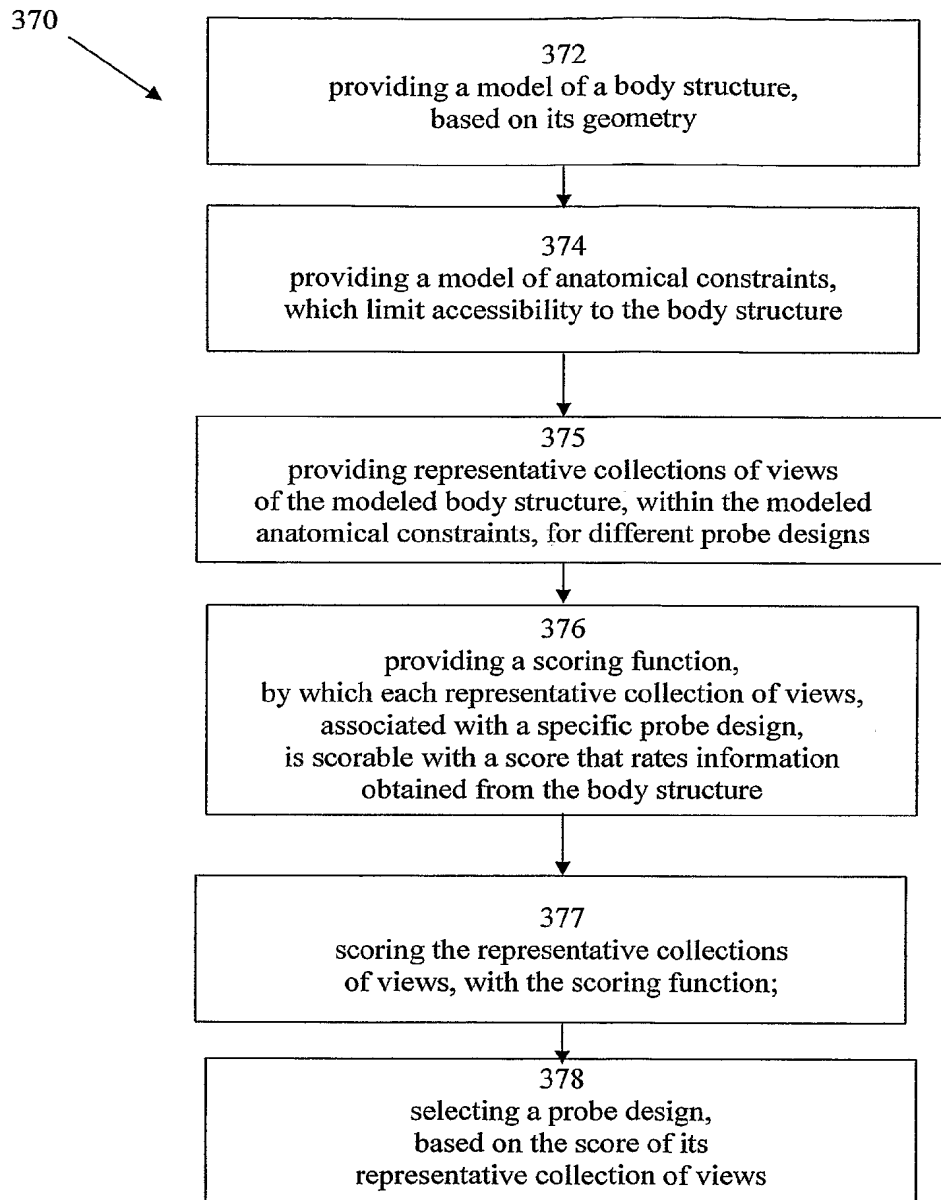 370
372
providing a model of a body structure,
based on its geometry
374
providing a model of anatomical constraints,
which limit accessibility to the body structure
375
providing representative collections of views
of the modeled body structure, within the modeled
anatomical constraints, for different probe designs
376
providing a scoring function,
by which each representative collection of views,
associated with a specific probe design,
is scorable with a score that rates information
obtained from the body structure
377
scoring the representative collections
of views, with the scoring function;
378
selecting a probe design,
based on the score of its
representative collection of views